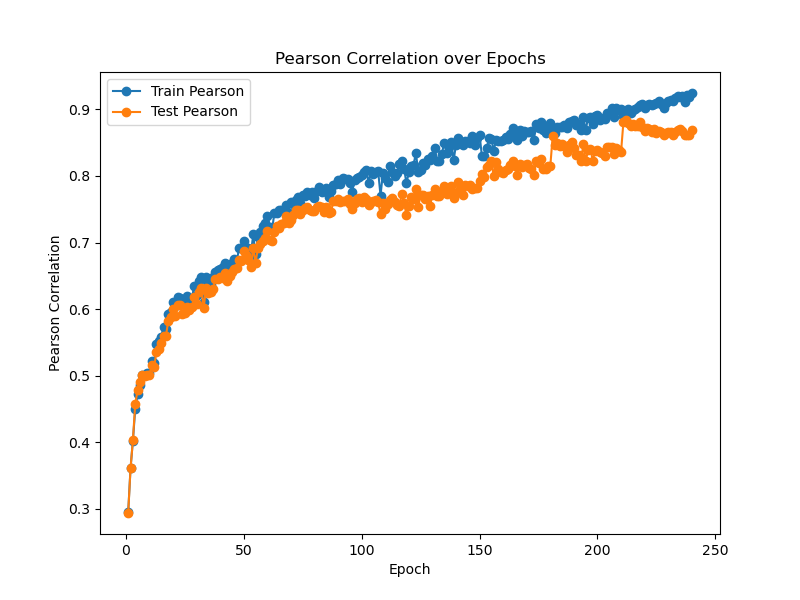 Pearson Correlation over Epochs
Train Pearson
Test Pearson
Pearson Correlation
0.9
0.8
0.7
0.6
0.5
0.4
0.3
0
50
100
150
200
250
Epoch